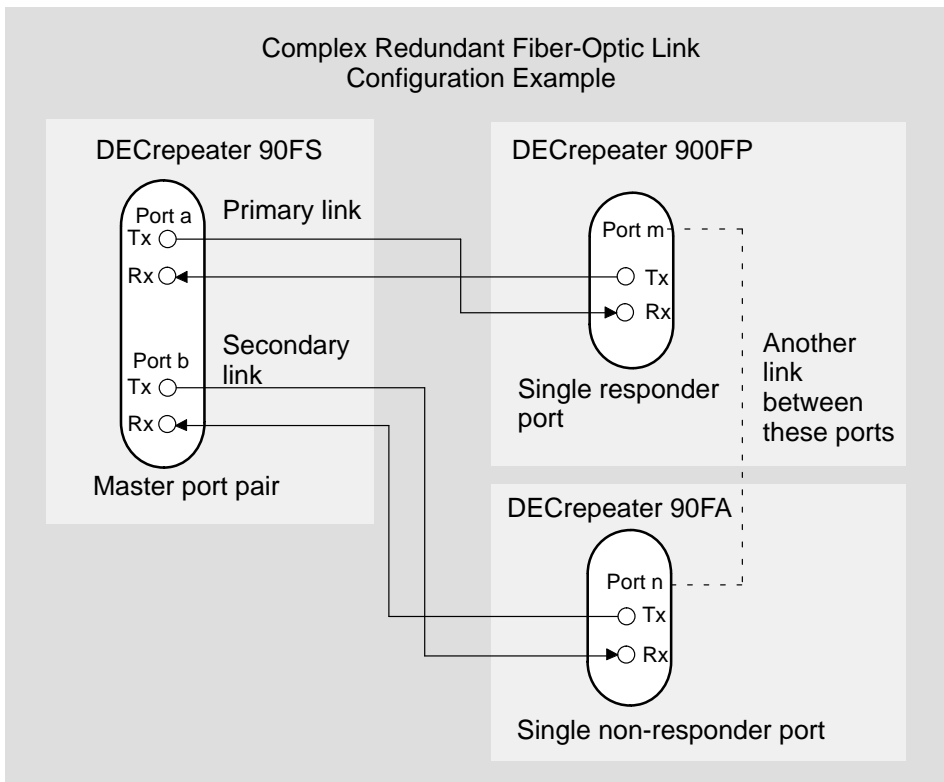 Complex Redundant Fiber-Optic Link
Configuration Example
DECrepeater 90FS
Port a
Tx
Rx
Port b
Tx
Rx
Master port pair
Primary link
Secondary
link
DECrepeater 900FP
Port m
Tx
Rx
Single responder
port
Another
link
between
these ports
DECrepeater 90FA
Port n
Tx
Rx
Single non-responder port